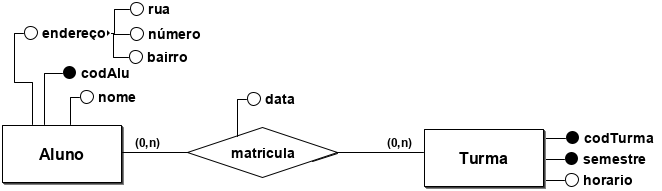 rua
endereço
número
bairro
codAlu
nome
data
Aluno
(0,n)
matricula
(0,n)
Turma
codTurma
semestre
horario